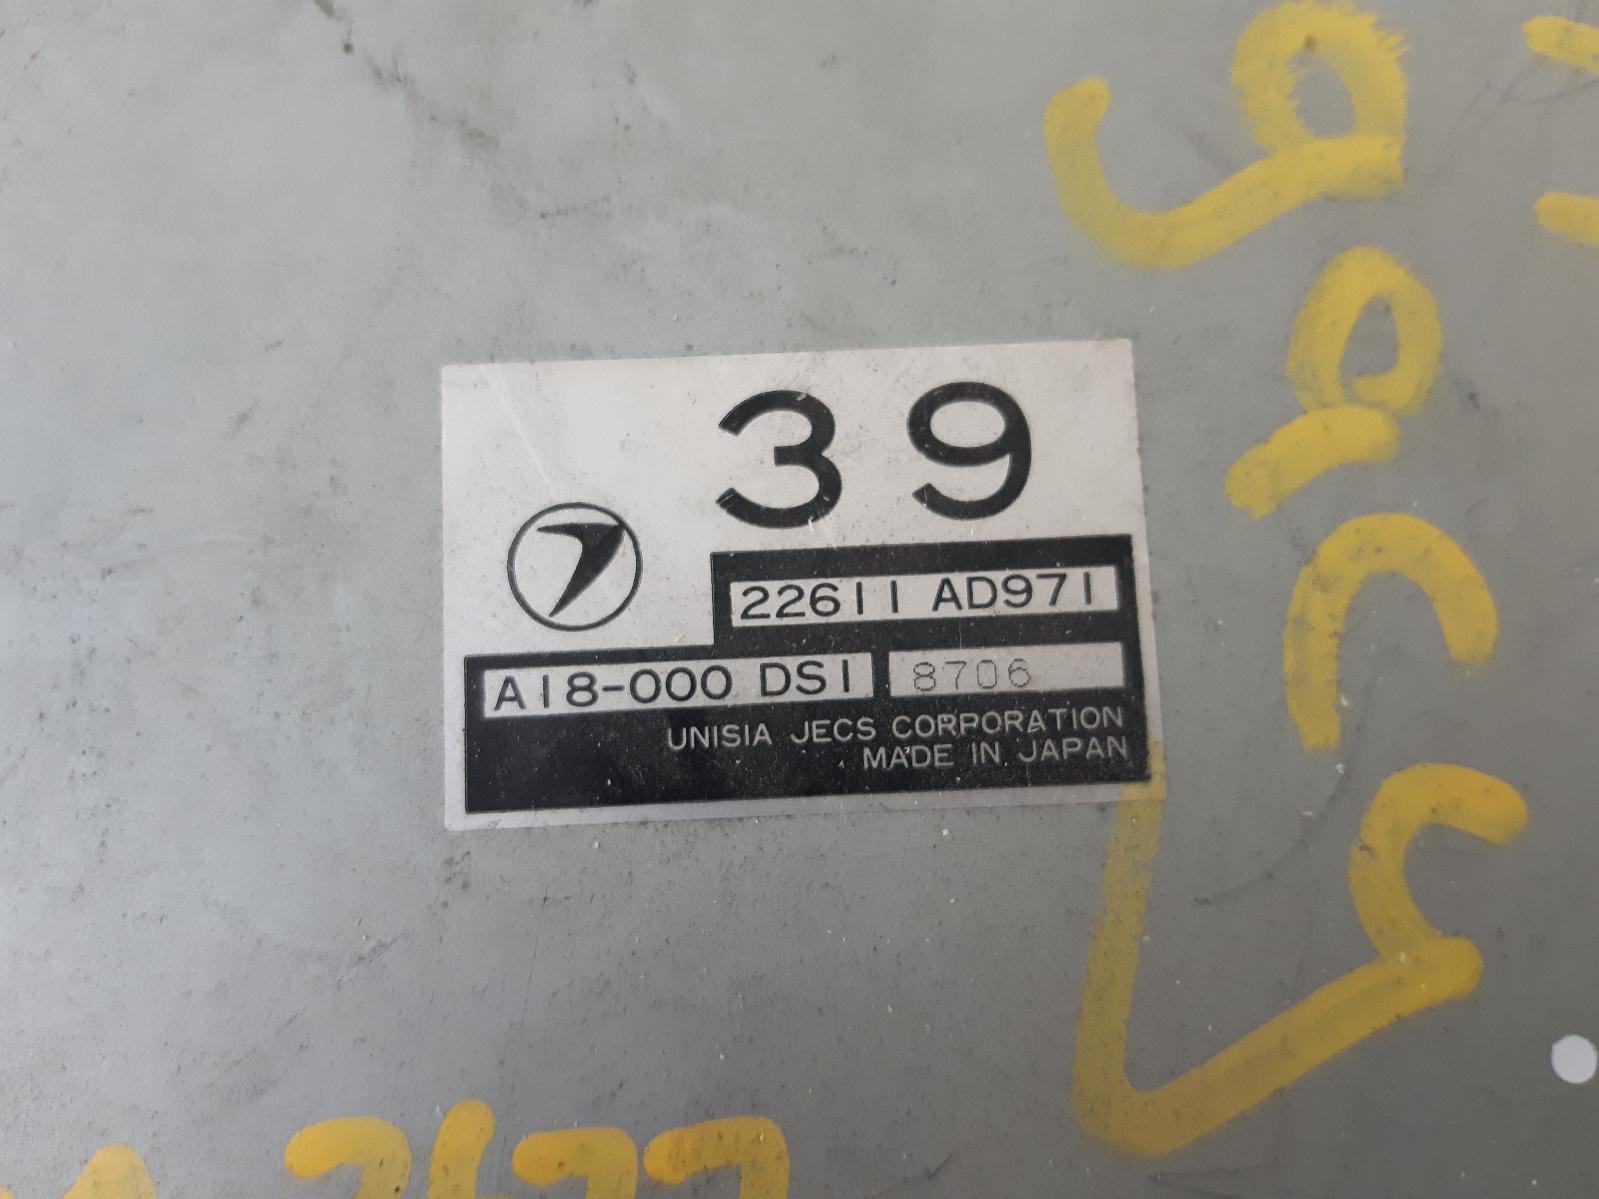 39
22611 AD971
A18-000 DS1 8706
UNISIA JECS CORPORATION
MADE IN JAPAN